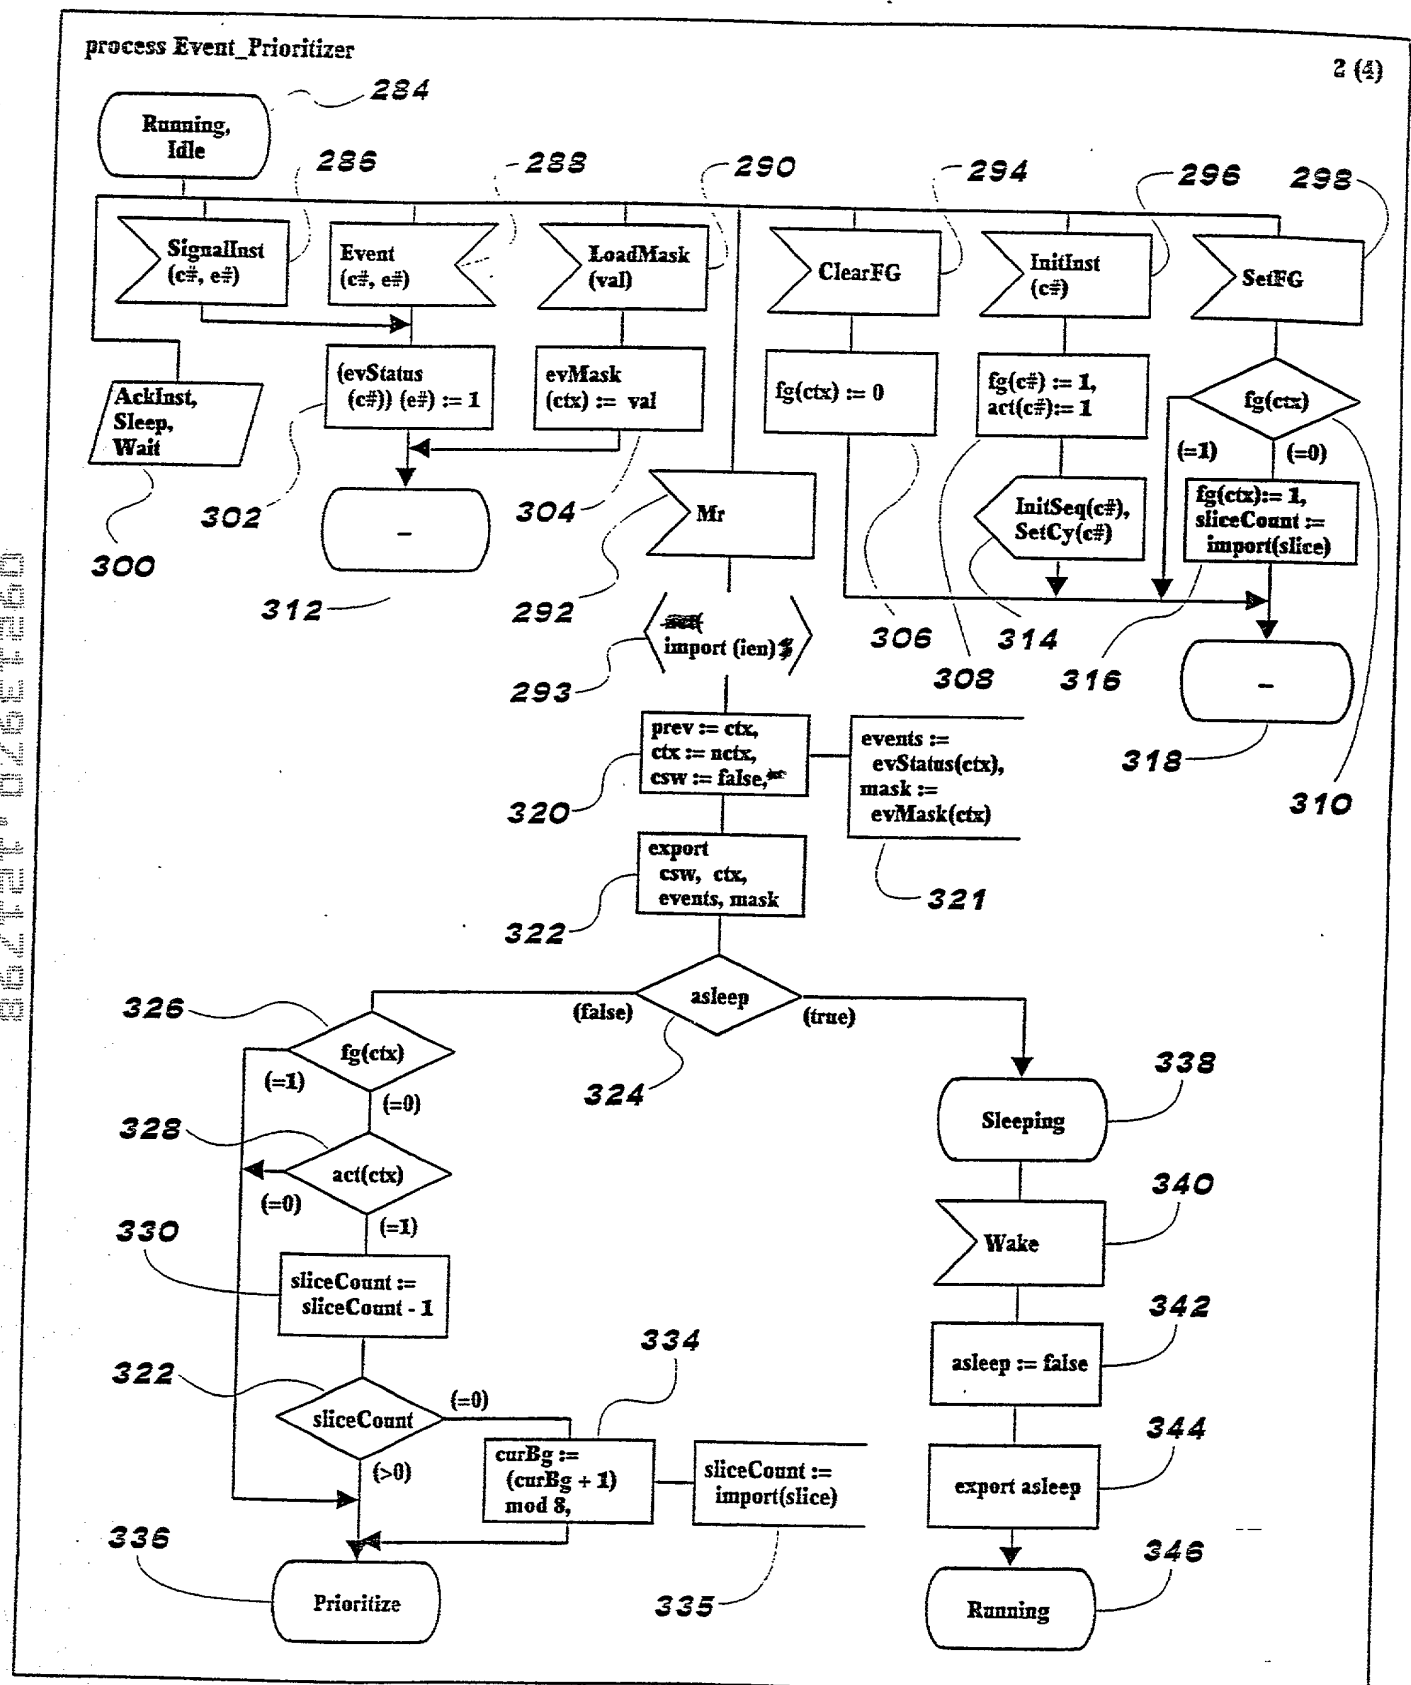 process Event_Prioritizer
2 (4)
284
Running,
Idle
286
288
290
294
296
298
SignalInst
(c#, e#)
Event
(c#, e#)
LoadMask
(val)
ClearFG
InitInst
(c#)
SetFG
AckInst,
Sleep,
Wait
(evStatus
(c#)) (e#) := 1
evMask
(ctx) := val
fg(ctx) := 0
fg(c#) := 1,
act(c#):= 1
fg(ctx)
(=1)
(=0)
300
302
304
–
312
Mr
292
InitSeq(c#),
SetCy(c#)
fg(ctx):= 1,
sliceCount :=
import(slice)
import (ien)
293
306
308
314
316
310
–
318
prev := ctx,
ctx := nctx,
csw := false,
320
events :=
evStatus(ctx),
mask :=
evMask(ctx)
321
export
csw, ctx,
events, mask
322
asleep
(false)
(true)
324
326
fg(ctx)
(=1)
(=0)
328
act(ctx)
(=0)
(=1)
330
sliceCount :=
sliceCount - 1
322
sliceCount
(=0)
(>0)
334
curBg :=
(curBg + 1)
mod 8,
sliceCount :=
import(slice)
335
336
Prioritize
338
Sleeping
340
Wake
342
asleep := false
344
export asleep
346
Running